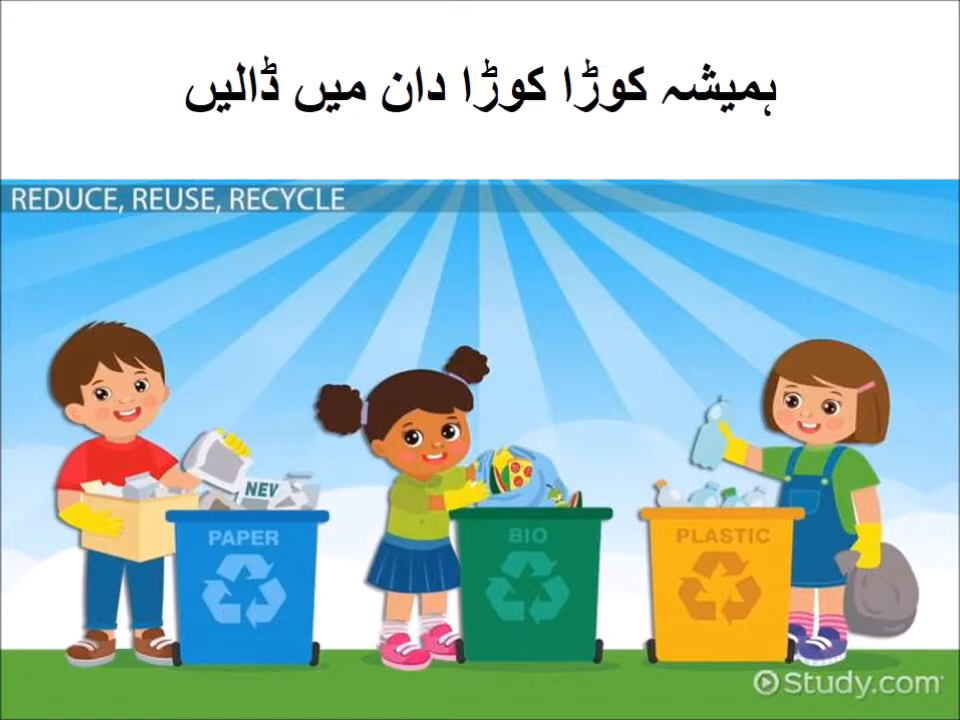 ہمیشہ کوڑا کوڑا دان میں ڈالیں
REDUCE, REUSE, RECYCLE
NEV
PAPER
BIO
PLASTIC
Study.com